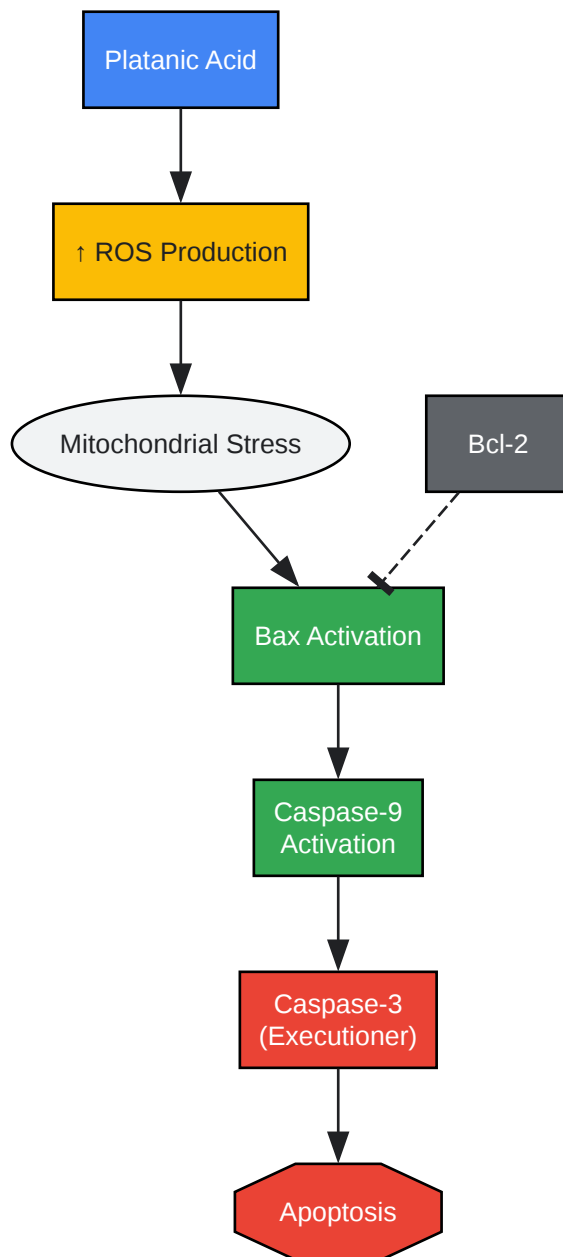 Platanic Acid
↑ ROS Production
Mitochondrial Stress
Bcl-2
Bax Activation
Caspase-9
Activation
Caspase-3
(Executioner)
Apoptosis